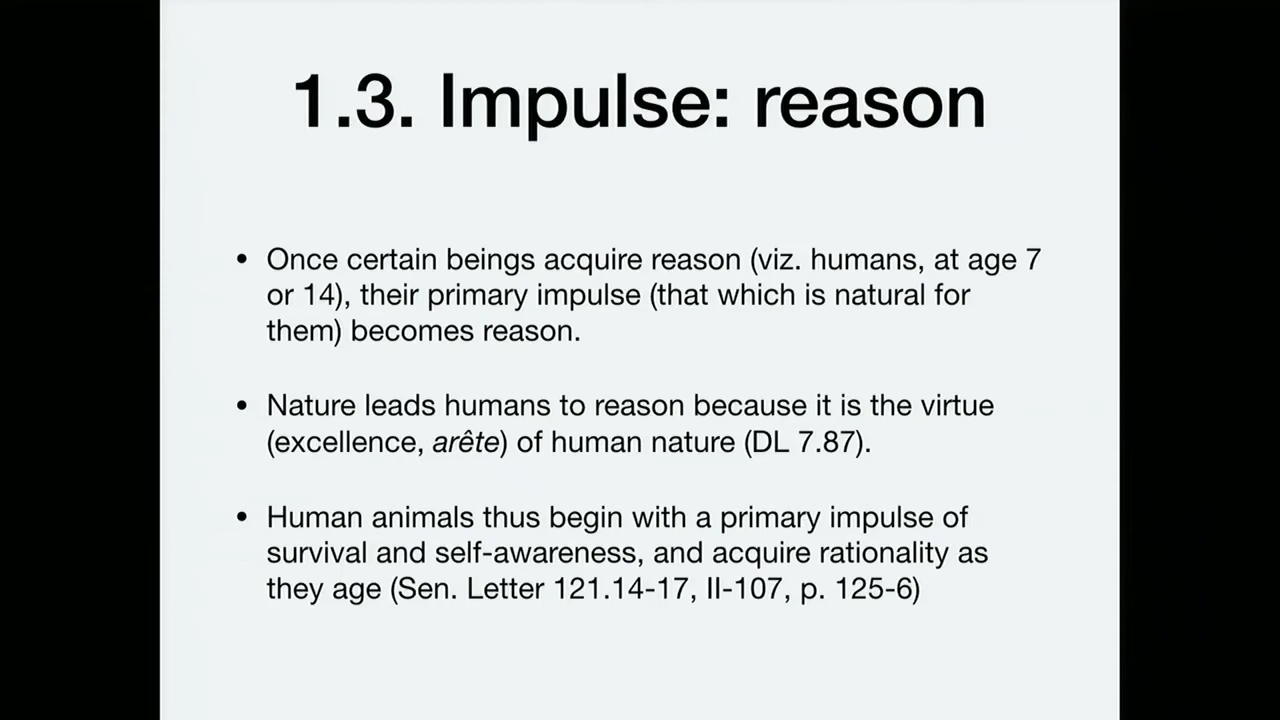 1.3. Impulse: reason
• Once certain beings acquire reason (viz. humans, at age 7
or 14), their primary impulse (that which is natural for
them) becomes reason.
• Nature leads humans to reason because it is the virtue
(excellence, arête) of human nature (DL 7.87).
• Human animals thus begin with a primary impulse of
survival and self-awareness, and acquire rationality as
they age (Sen. Letter 121.14-17, II-107, p. 125-6)